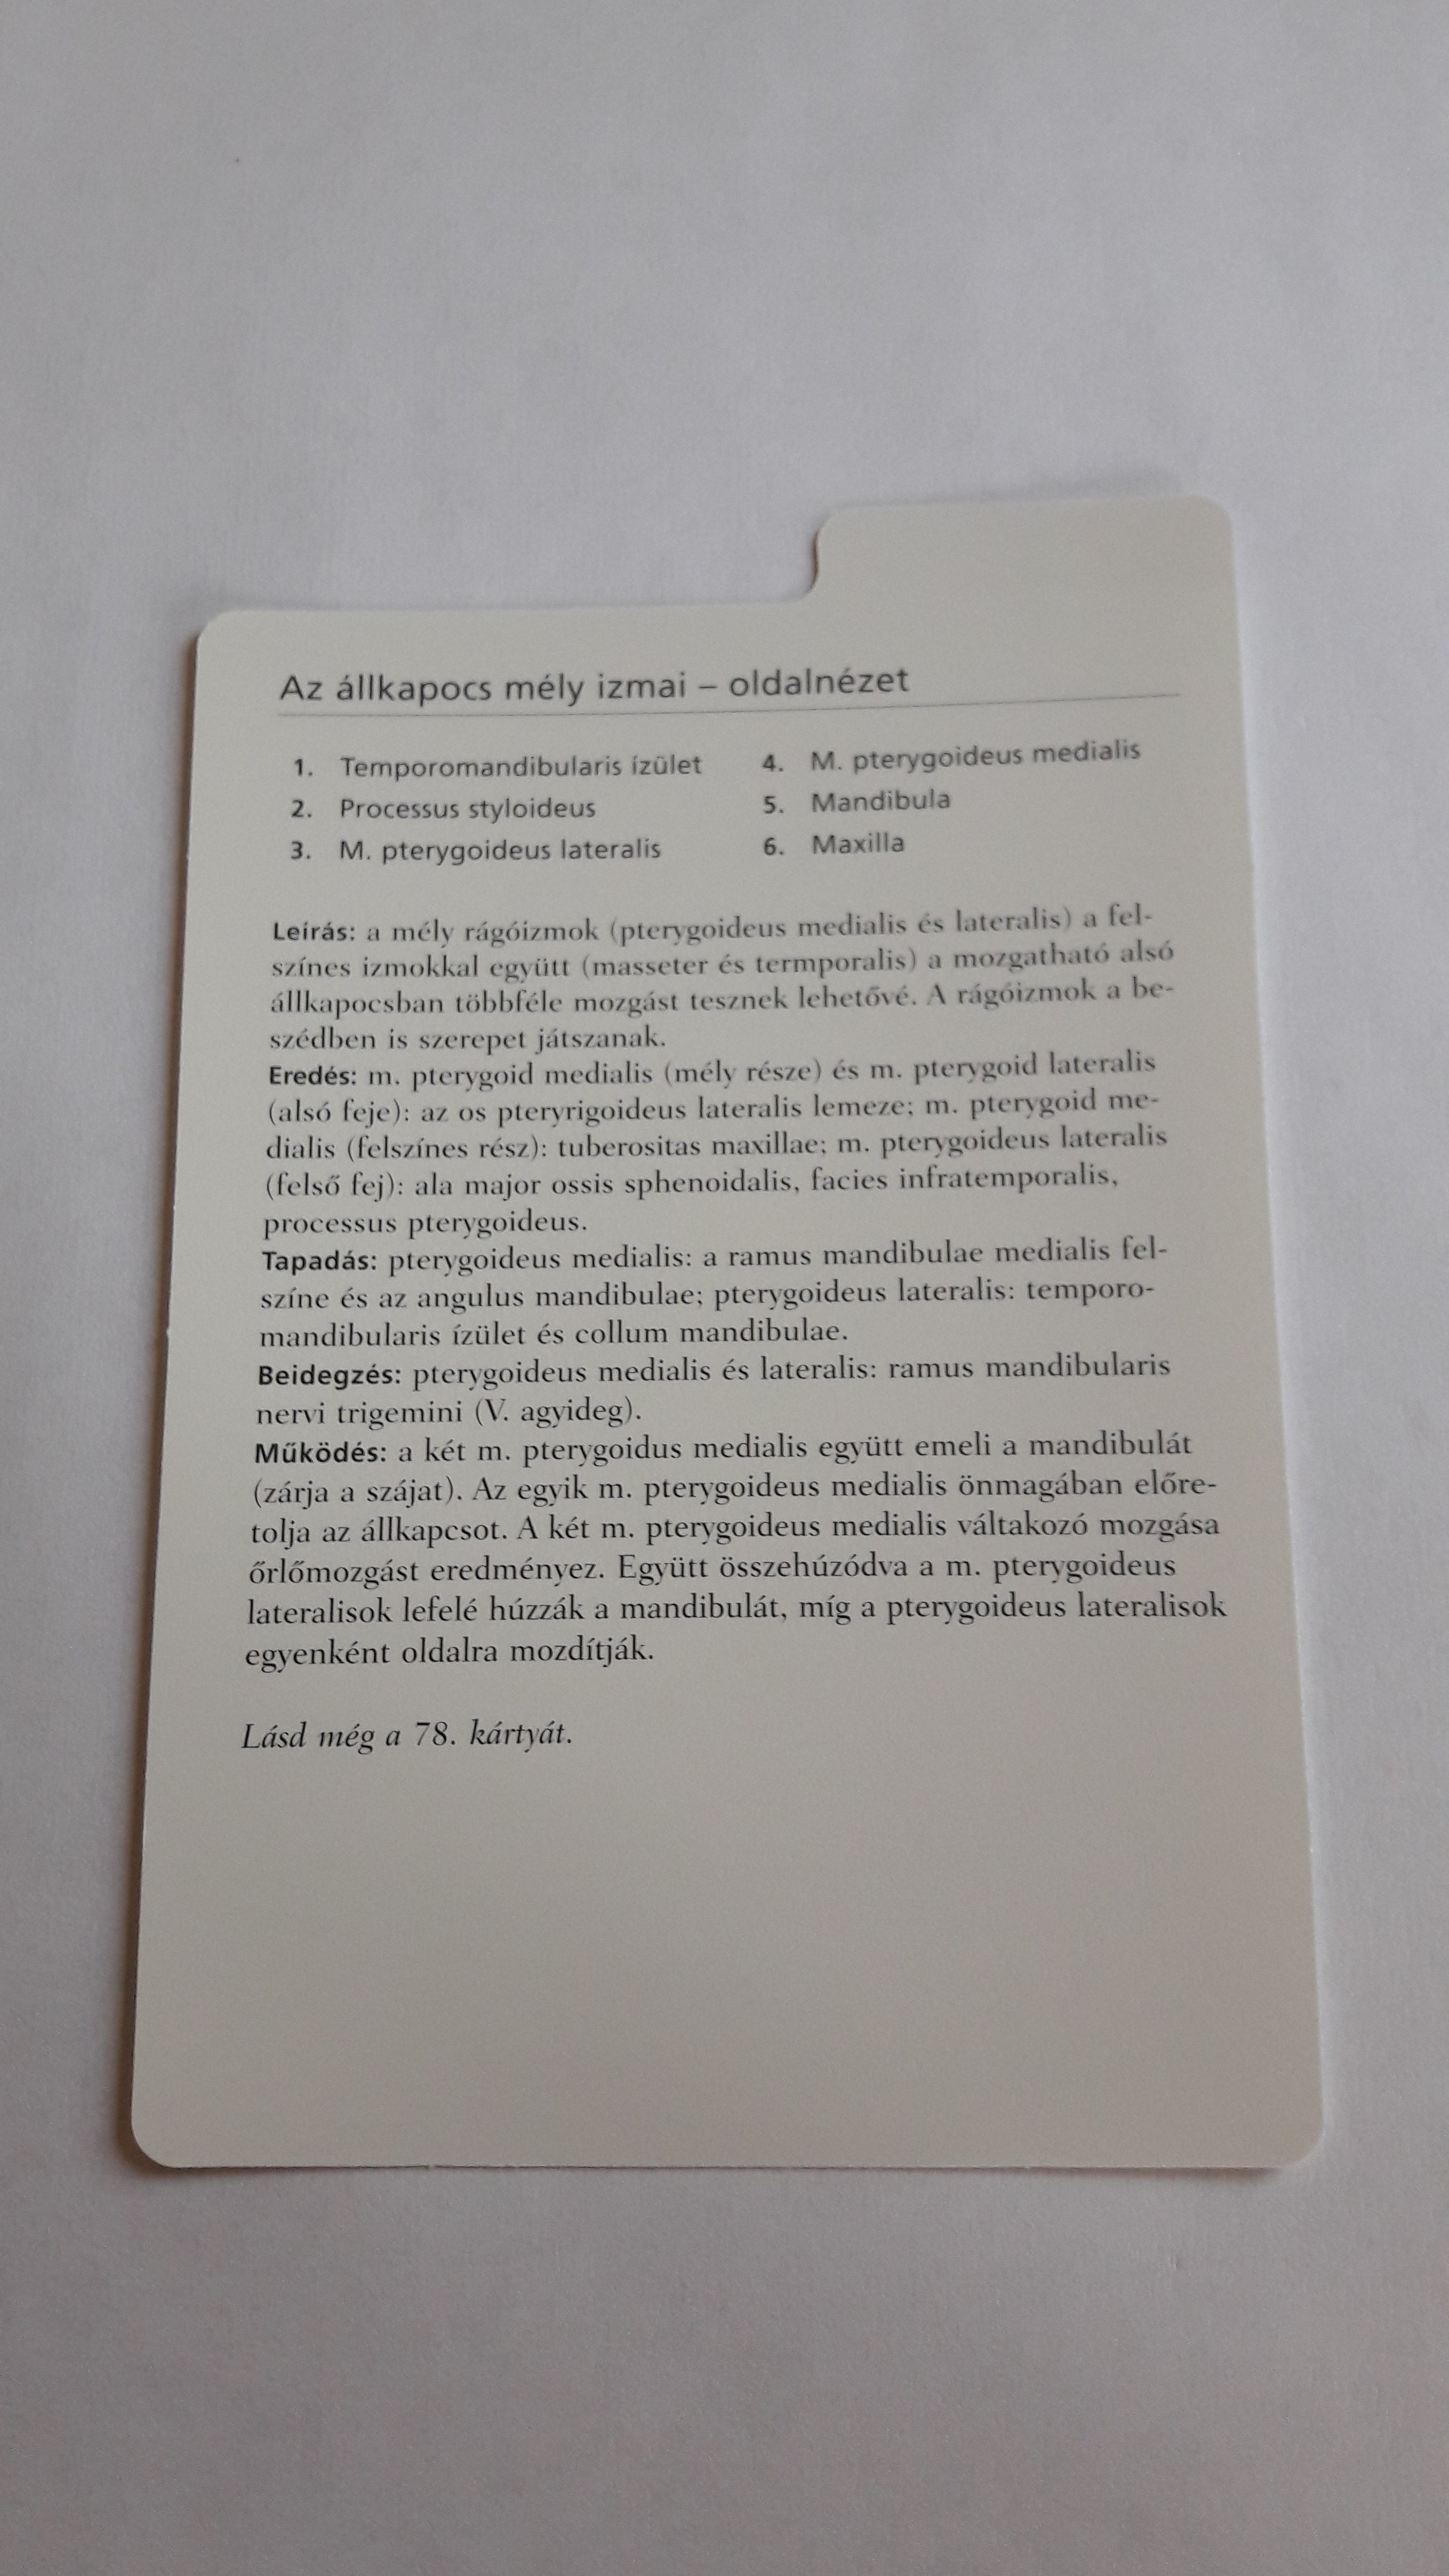 Az állkapocs mély izmai – oldalnézet
1. Temporomandibularis ízület
2. Processus styloideus
3. M. pterygoideus lateralis
4. M. pterygoideus medialis
5. Mandibula
6. Maxilla
Leírás: a mély rágóizmok (pterygoideus medialis és lateralis) a fel-
színes izmokkal együtt (masseter és termporalis) a mozgatható alsó
állkapocsban többféle mozgást tesznek lehetővé. A rágóizmok a be-
szédben is szerepet játszanak.
Eredés: m. pterygoid medialis (mély része) és m. pterygoid lateralis
(alsó feje): az os pteryrigoideus lateralis lemeze; m. pterygoid me-
dialis (felszínes rész): tuberositas maxillae; m. pterygoideus lateralis
(felső fej): ala major ossis sphenoidalis, facies infratemporalis,
processus pterygoideus.
Tapadás: pterygoideus medialis: a ramus mandibulae medialis fel-
színe és az angulus mandibulae; pterygoideus lateralis: temporo-
mandibularis ízület és collum mandibulae.
Beidegzés: pterygoideus medialis és lateralis: ramus mandibularis
nervi trigemini (V. agyideg).
Működés: a két m. pterygoidus medialis együtt emeli a mandibulát
(zárja a szájat). Az egyik m. pterygoideus medialis önmagában előre-
tolja az állkapcsot. A két m. pterygoideus medialis váltakozó mozgása
őrlőmozgást eredményez. Együtt összehúzódva a m. pterygoideus
lateralisok lefelé húzzák a mandibulát, míg a pterygoideus lateralisok
egyenként oldalra mozdítják.
Lásd még a 78. kártyát.